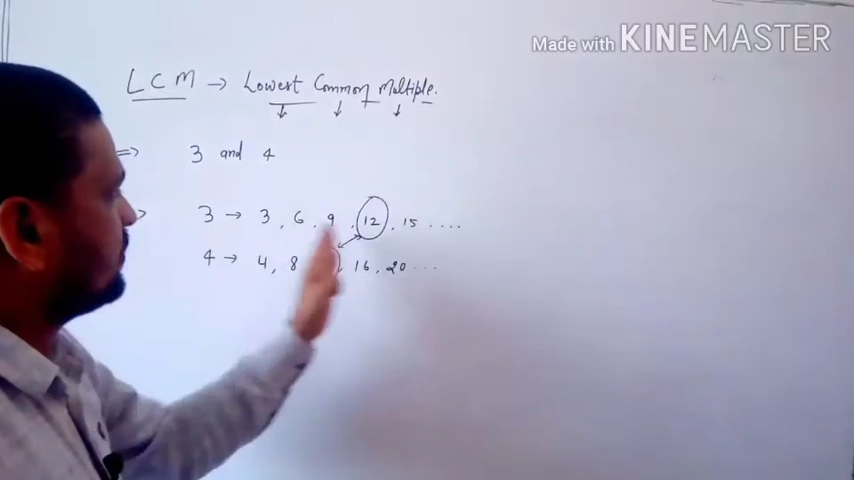 Made with KINEMASTER
LCM → Lowest Common Multiple.
⇒ 3 and 4
3 → 3, 6, 9, 12, 15 ....
4 → 4, 8, 16, 20 ...